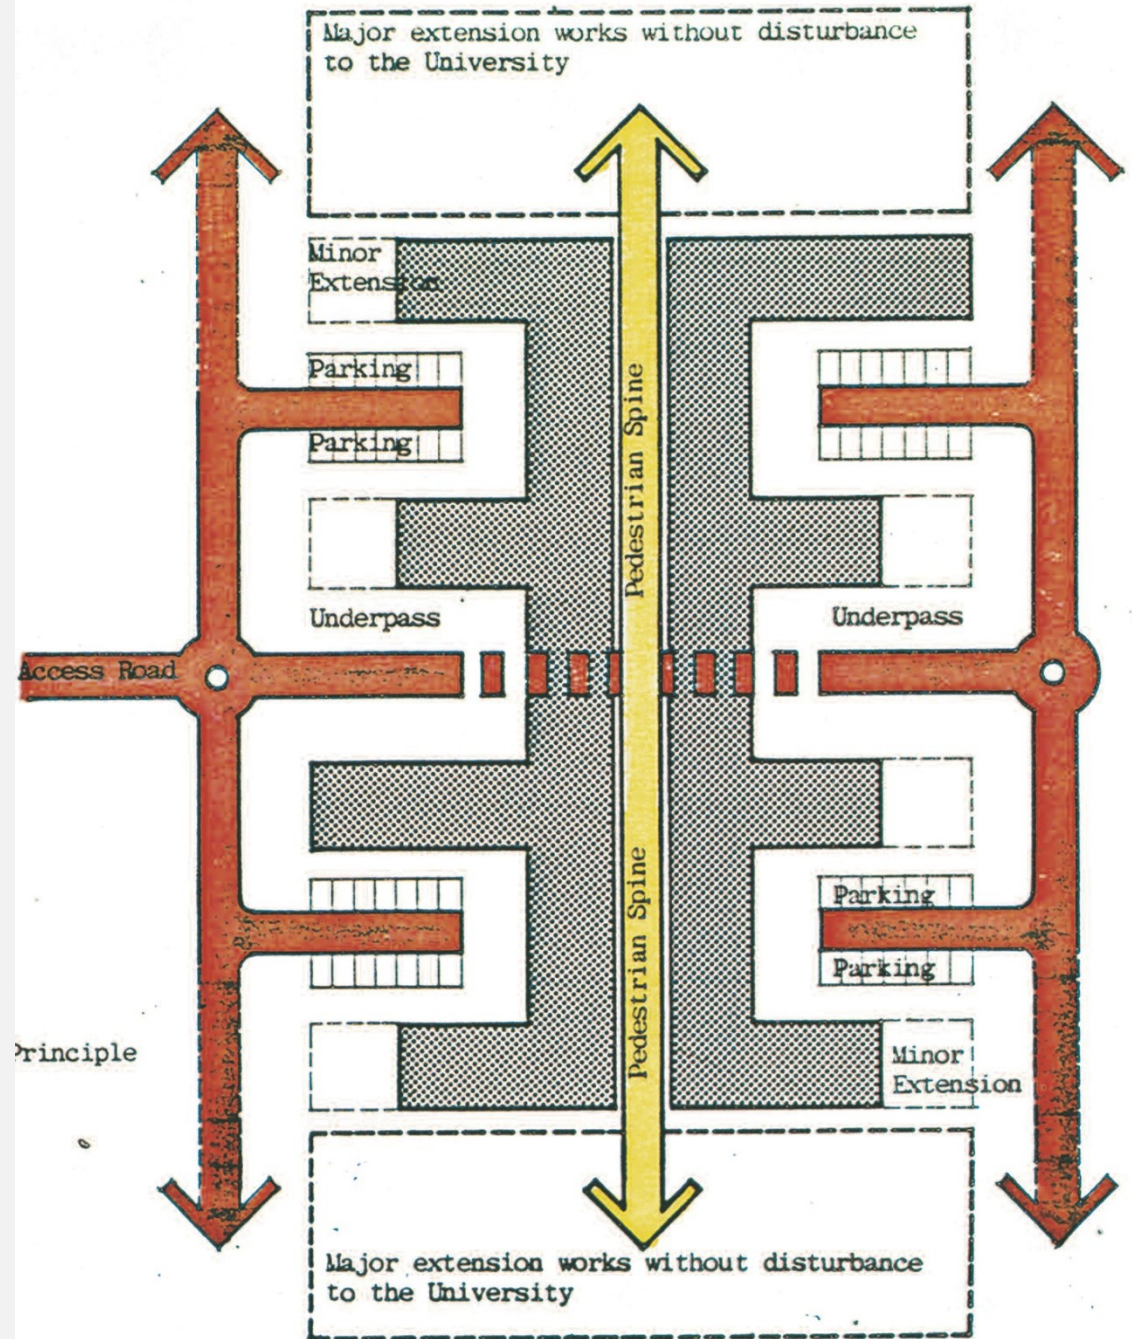 Major extension works without disturbance
to the University
Minor
Extension
Parking
Parking
Pedestrian Spine
Underpass
Underpass
Access Road
Pedestrian Spine
Parking
Parking
Principle
Minor
Extension
Major extension works without disturbance
to the University